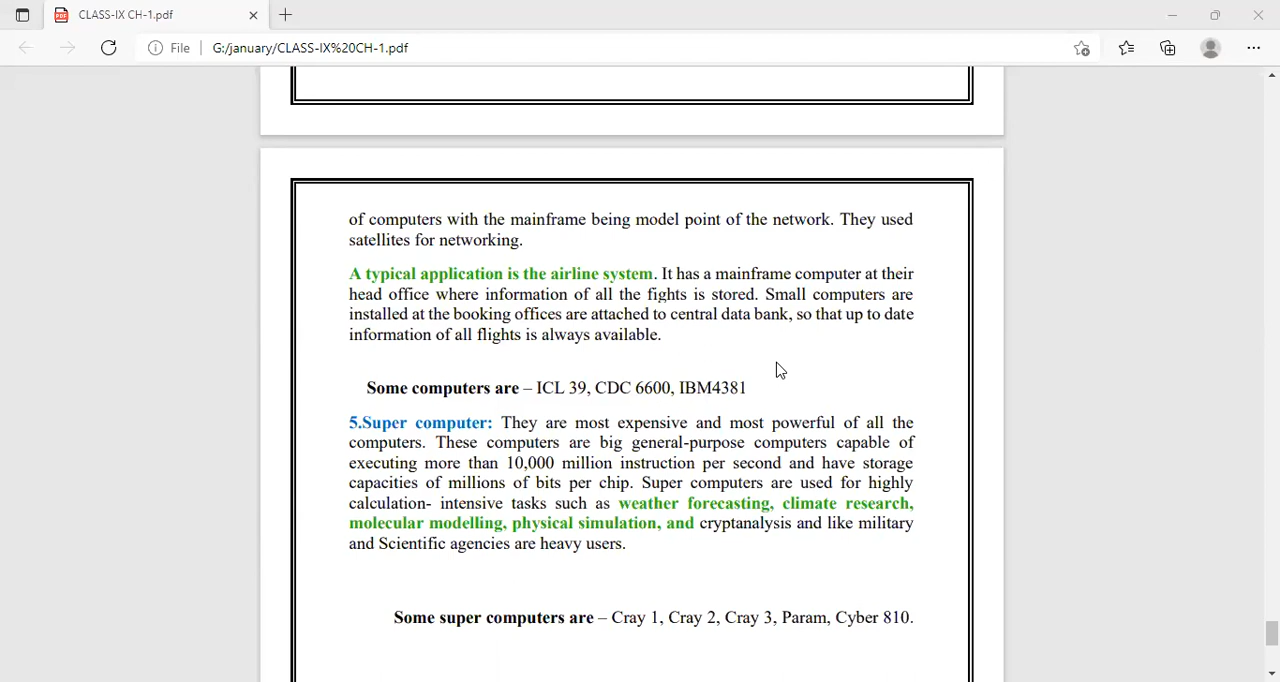 CLASS-IX CH-1.pdf
File
G:/january/CLASS-IX%20CH-1.pdf
of computers with the mainframe being model point of the network. They used
satellites for networking.
A typical application is the airline system. It has a mainframe computer at their
head office where information of all the fights is stored. Small computers are
installed at the booking offices are attached to central data bank, so that up to date
information of all flights is always available.
Some computers are – ICL 39, CDC 6600, IBM4381
5.Super computer: They are most expensive and most powerful of all the
computers. These computers are big general-purpose computers capable of
executing more than 10,000 million instruction per second and have storage
capacities of millions of bits per chip. Super computers are used for highly
calculation- intensive tasks such as weather forecasting, climate research,
molecular modelling, physical simulation, and cryptanalysis and like military
and Scientific agencies are heavy users.
Some super computers are – Cray 1, Cray 2, Cray 3, Param, Cyber 810.